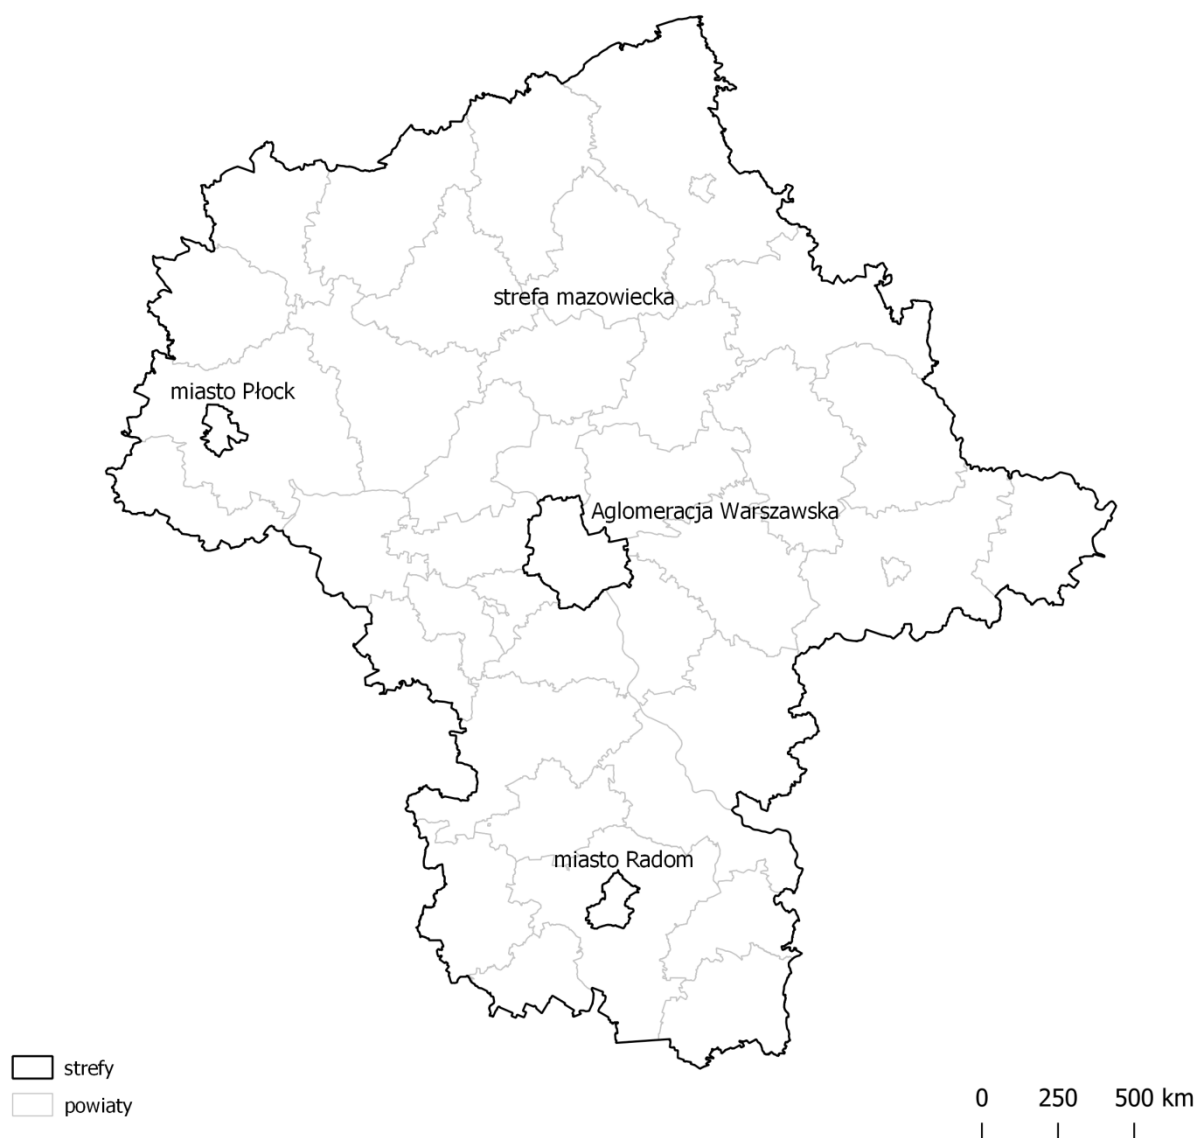 strefa mazowiecka
miasto Płock
Aglomeracja Warszawska
miasto Radom
strefy
powiaty
0 250 500 km